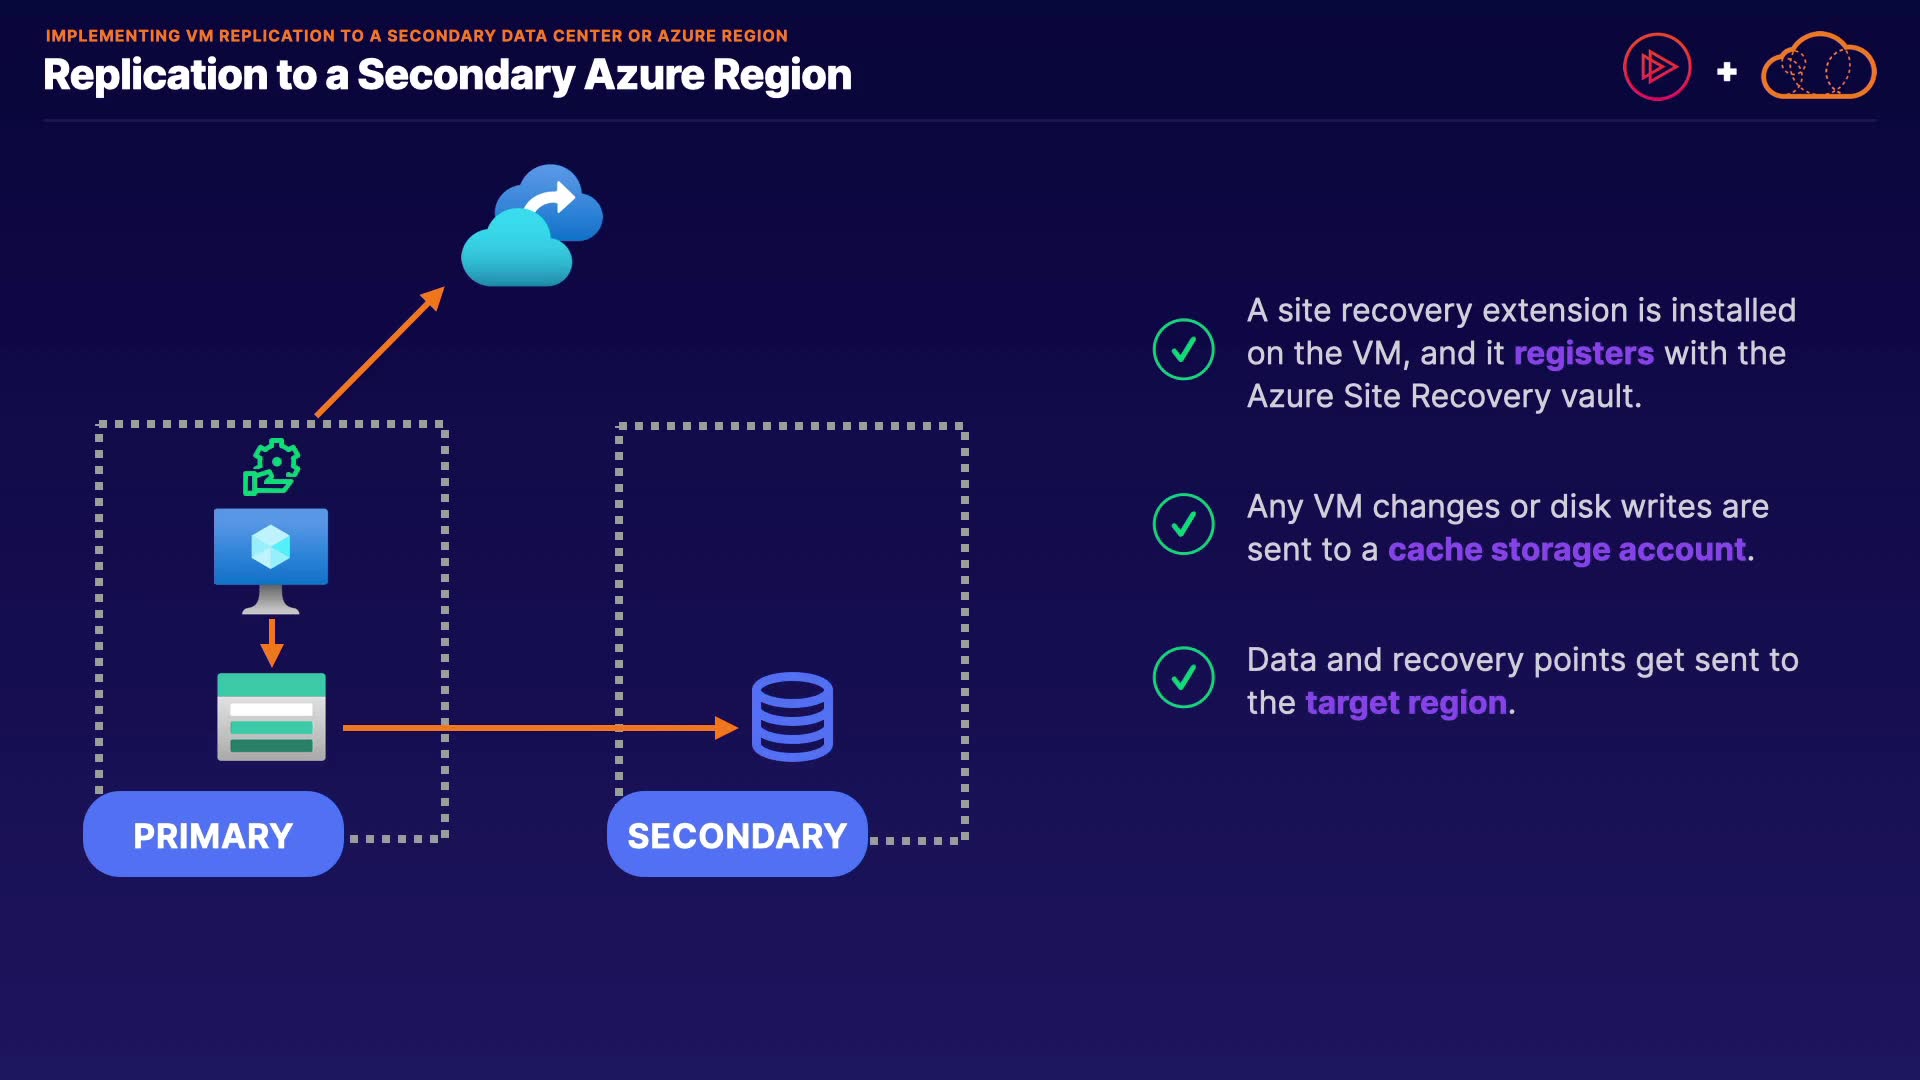 IMPLEMENTING VM REPLICATION TO A SECONDARY DATA CENTER OR AZURE REGION
Replication to a Secondary Azure Region
+
A site recovery extension is installed
on the VM, and it registers with the
Azure Site Recovery vault.
Any VM changes or disk writes are
sent to a cache storage account.
Data and recovery points get sent to
the target region.
PRIMARY
SECONDARY